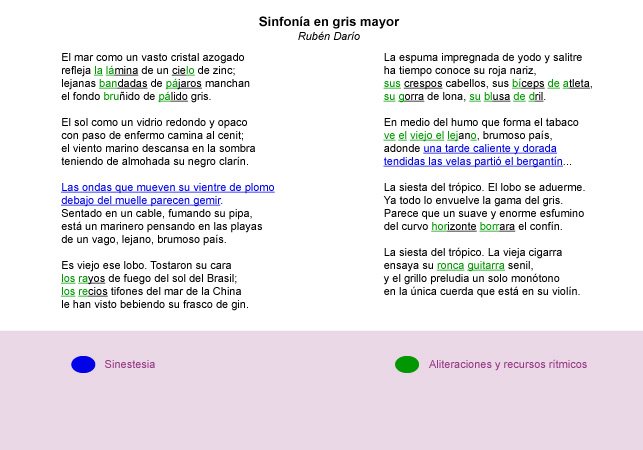 Sinfonía en gris mayor
Rubén Darío
El mar como un vasto cristal azogado
refleja la lámina de un cielo de zinc;
lejanas bandadas de pájaros manchan
el fondo bruñido de pálido gris.
El sol como un vidrio redondo y opaco
con paso de enfermo camina al cenit;
el viento marino descansa en la sombra
teniendo de almohada su negro clarín.
Las ondas que mueven su vientre de plomo
debajo del muelle parecen gemir.
Sentado en un cable, fumando su pipa,
está un marinero pensando en las playas
de un vago, lejano, brumoso país.
Es viejo ese lobo. Tostaron su cara
los rayos de fuego del sol del Brasil;
los recios tifones del mar de la China
le han visto bebiendo su frasco de gin.
La espuma impregnada de yodo y salitre
ha tiempo conoce su roja nariz,
sus crespos cabellos, sus bíceps de atleta,
su gorra de lona, su blusa de dril.
En medio del humo que forma el tabaco
ve el viejo el lejano, brumoso país,
adonde una tarde caliente y dorada
tendidas las velas partió el bergantín...
La siesta del trópico. El lobo se aduerme.
Ya todo lo envuelve la gama del gris.
Parece que un suave y enorme esfumino
del curvo horizonte borrara el confín.
La siesta del trópico. La vieja cigarra
ensaya su ronca guitarra senil,
y el grillo preludia un solo monótono
en la única cuerda que está en su violín.
Sinestesia
Aliteraciones y recursos rítmicos